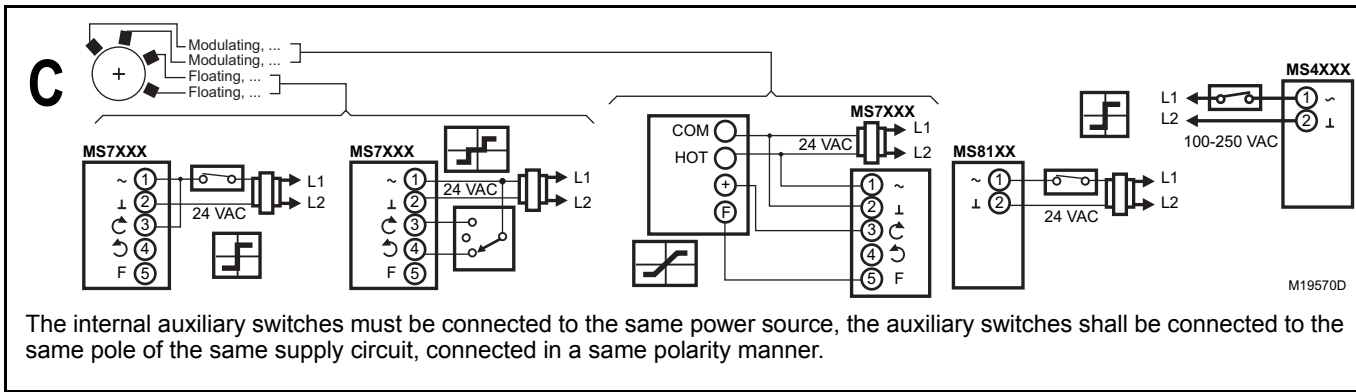 C
Modulating, ...
Modulating, ...
Floating, ...
Floating, ...
MS7XXX
~ 1
⊥ 2
3
4
F 5
24 VAC
L1
L2
MS7XXX
~ 1
⊥ 2
3
4
F 5
24 VAC
L1
L2
COM
HOT
+
F
MS7XXX
24 VAC
L1
L2
1 ~
2 ⊥
3
4
5 F
MS81XX
~ 1
⊥ 2
24 VAC
L1
L2
MS4XXX
L1
L2
1 ~
2 ⊥
100-250 VAC
M19570D
The internal auxiliary switches must be connected to the same power source, the auxiliary switches shall be connected to the
same pole of the same supply circuit, connected in a same polarity manner.